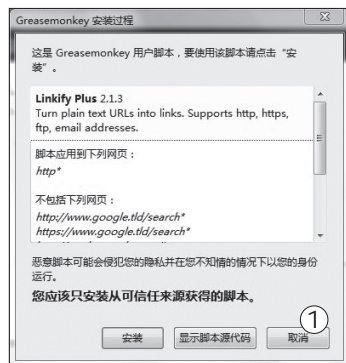 Greasemonkey 安装过程
这是 Greasemonkey 用户脚本，要使用该脚本请点击“安
装”。
Linkify Plus 2.1.3
Turn plain text URLs into links. Supports http, https,
ftp, email addresses.
脚本应用到下列网页：
http*
不包括下列网页：
http://www.google.tld/search*
https://www.google.tld/search*
恶意脚本可能会侵犯您的隐私并在您不知情的情况下以您的身份
运行。
您应该只安装从可信任来源获得的脚本。
①
安装 显示脚本源代码 取消